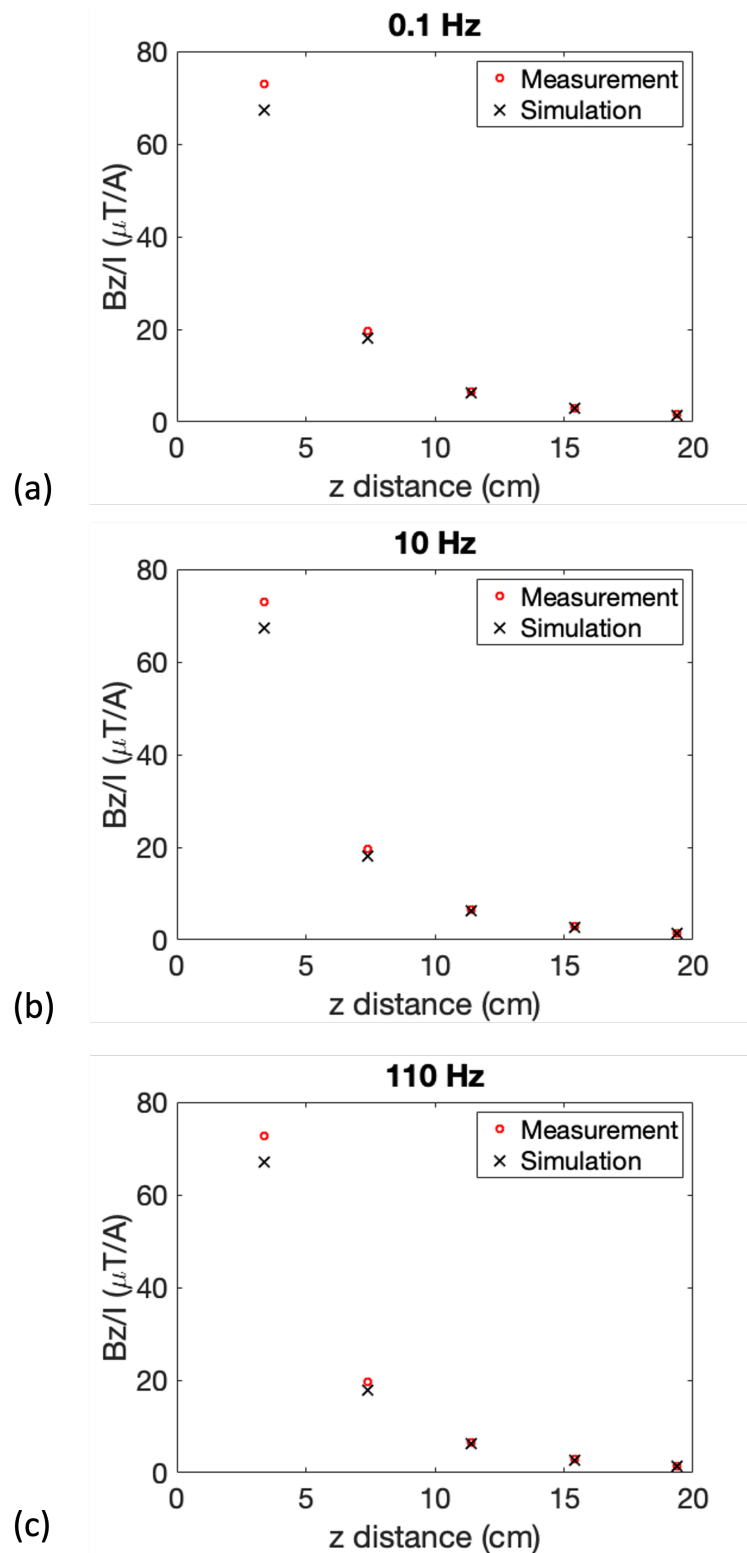 0.1 Hz
80
60
40
20
0
Bz/I (μT/A)
Measurement
Simulation
0 5 10 15 20
z distance (cm)
(a)
10 Hz
80
60
40
20
0
Bz/I (μT/A)
Measurement
Simulation
0 5 10 15 20
z distance (cm)
(b)
110 Hz
80
60
40
20
0
Bz/I (μT/A)
Measurement
Simulation
0 5 10 15 20
z distance (cm)
(c)